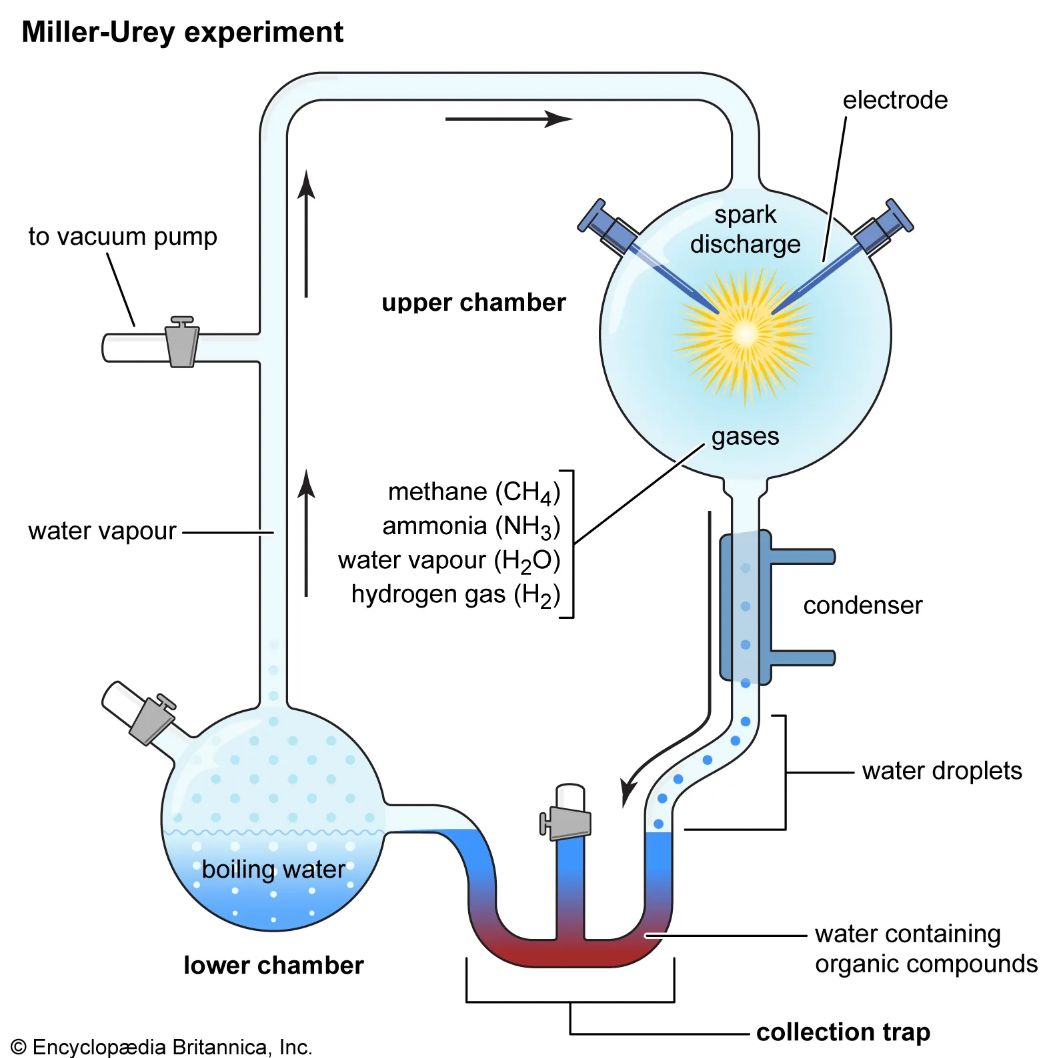 Miller-Urey experiment
electrode
spark
discharge
to vacuum pump
upper chamber
gases
methane (CH₄)
ammonia (NH₃)
water vapour (H₂O)
hydrogen gas (H₂)
water vapour
condenser
water droplets
boiling water
water containing
organic compounds
lower chamber
collection trap
© Encyclopædia Britannica, Inc.